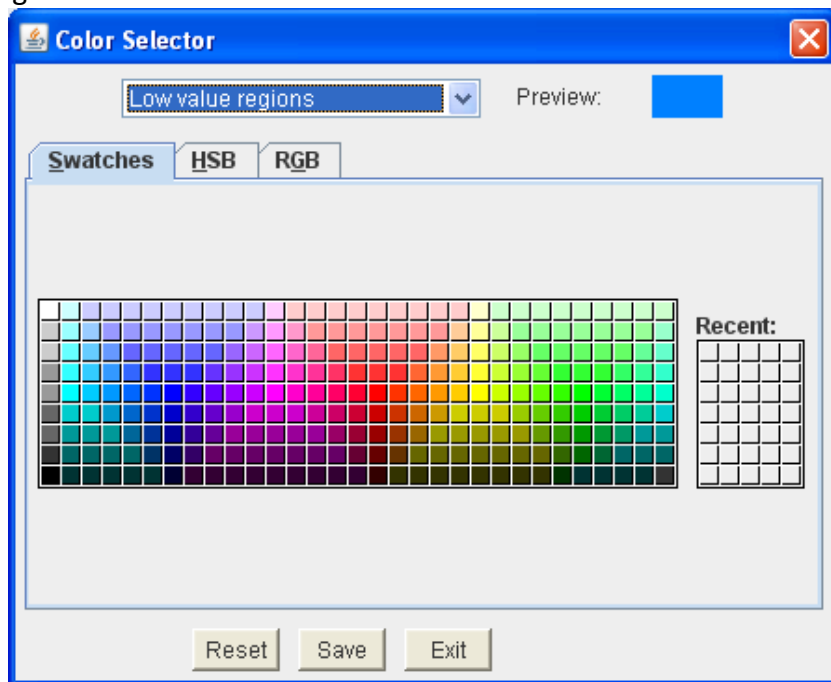 Color Selector
Low value regions
Preview:
Swatches
HSB
RGB
Recent:
Reset
Save
Exit